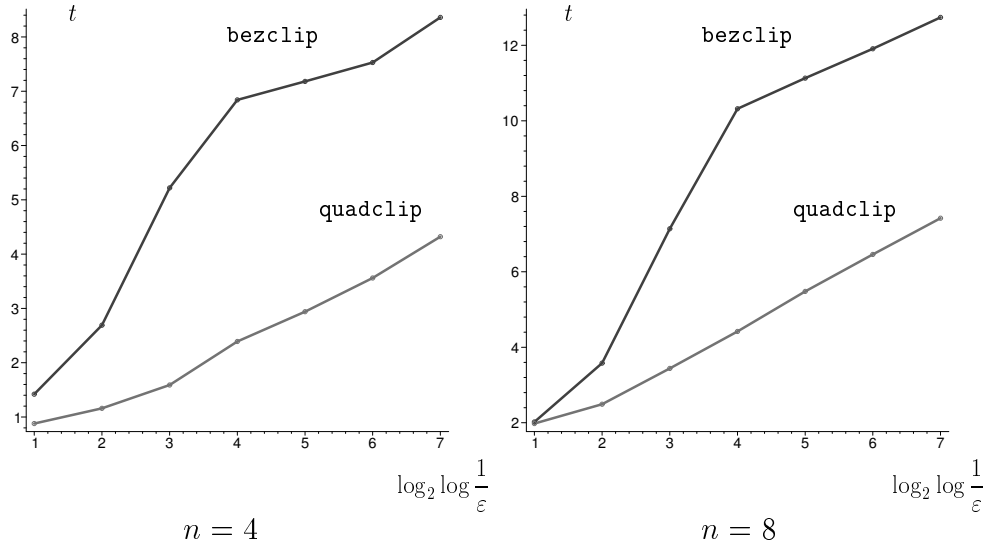 t
bezclip
quadclip
8
7
6
5
4
3
2
1
1 2 3 4 5 6 7
log₂ log 1/ε
n = 4
t
bezclip
quadclip
12
10
8
6
4
2
1 2 3 4 5 6 7
log₂ log 1/ε
n = 8